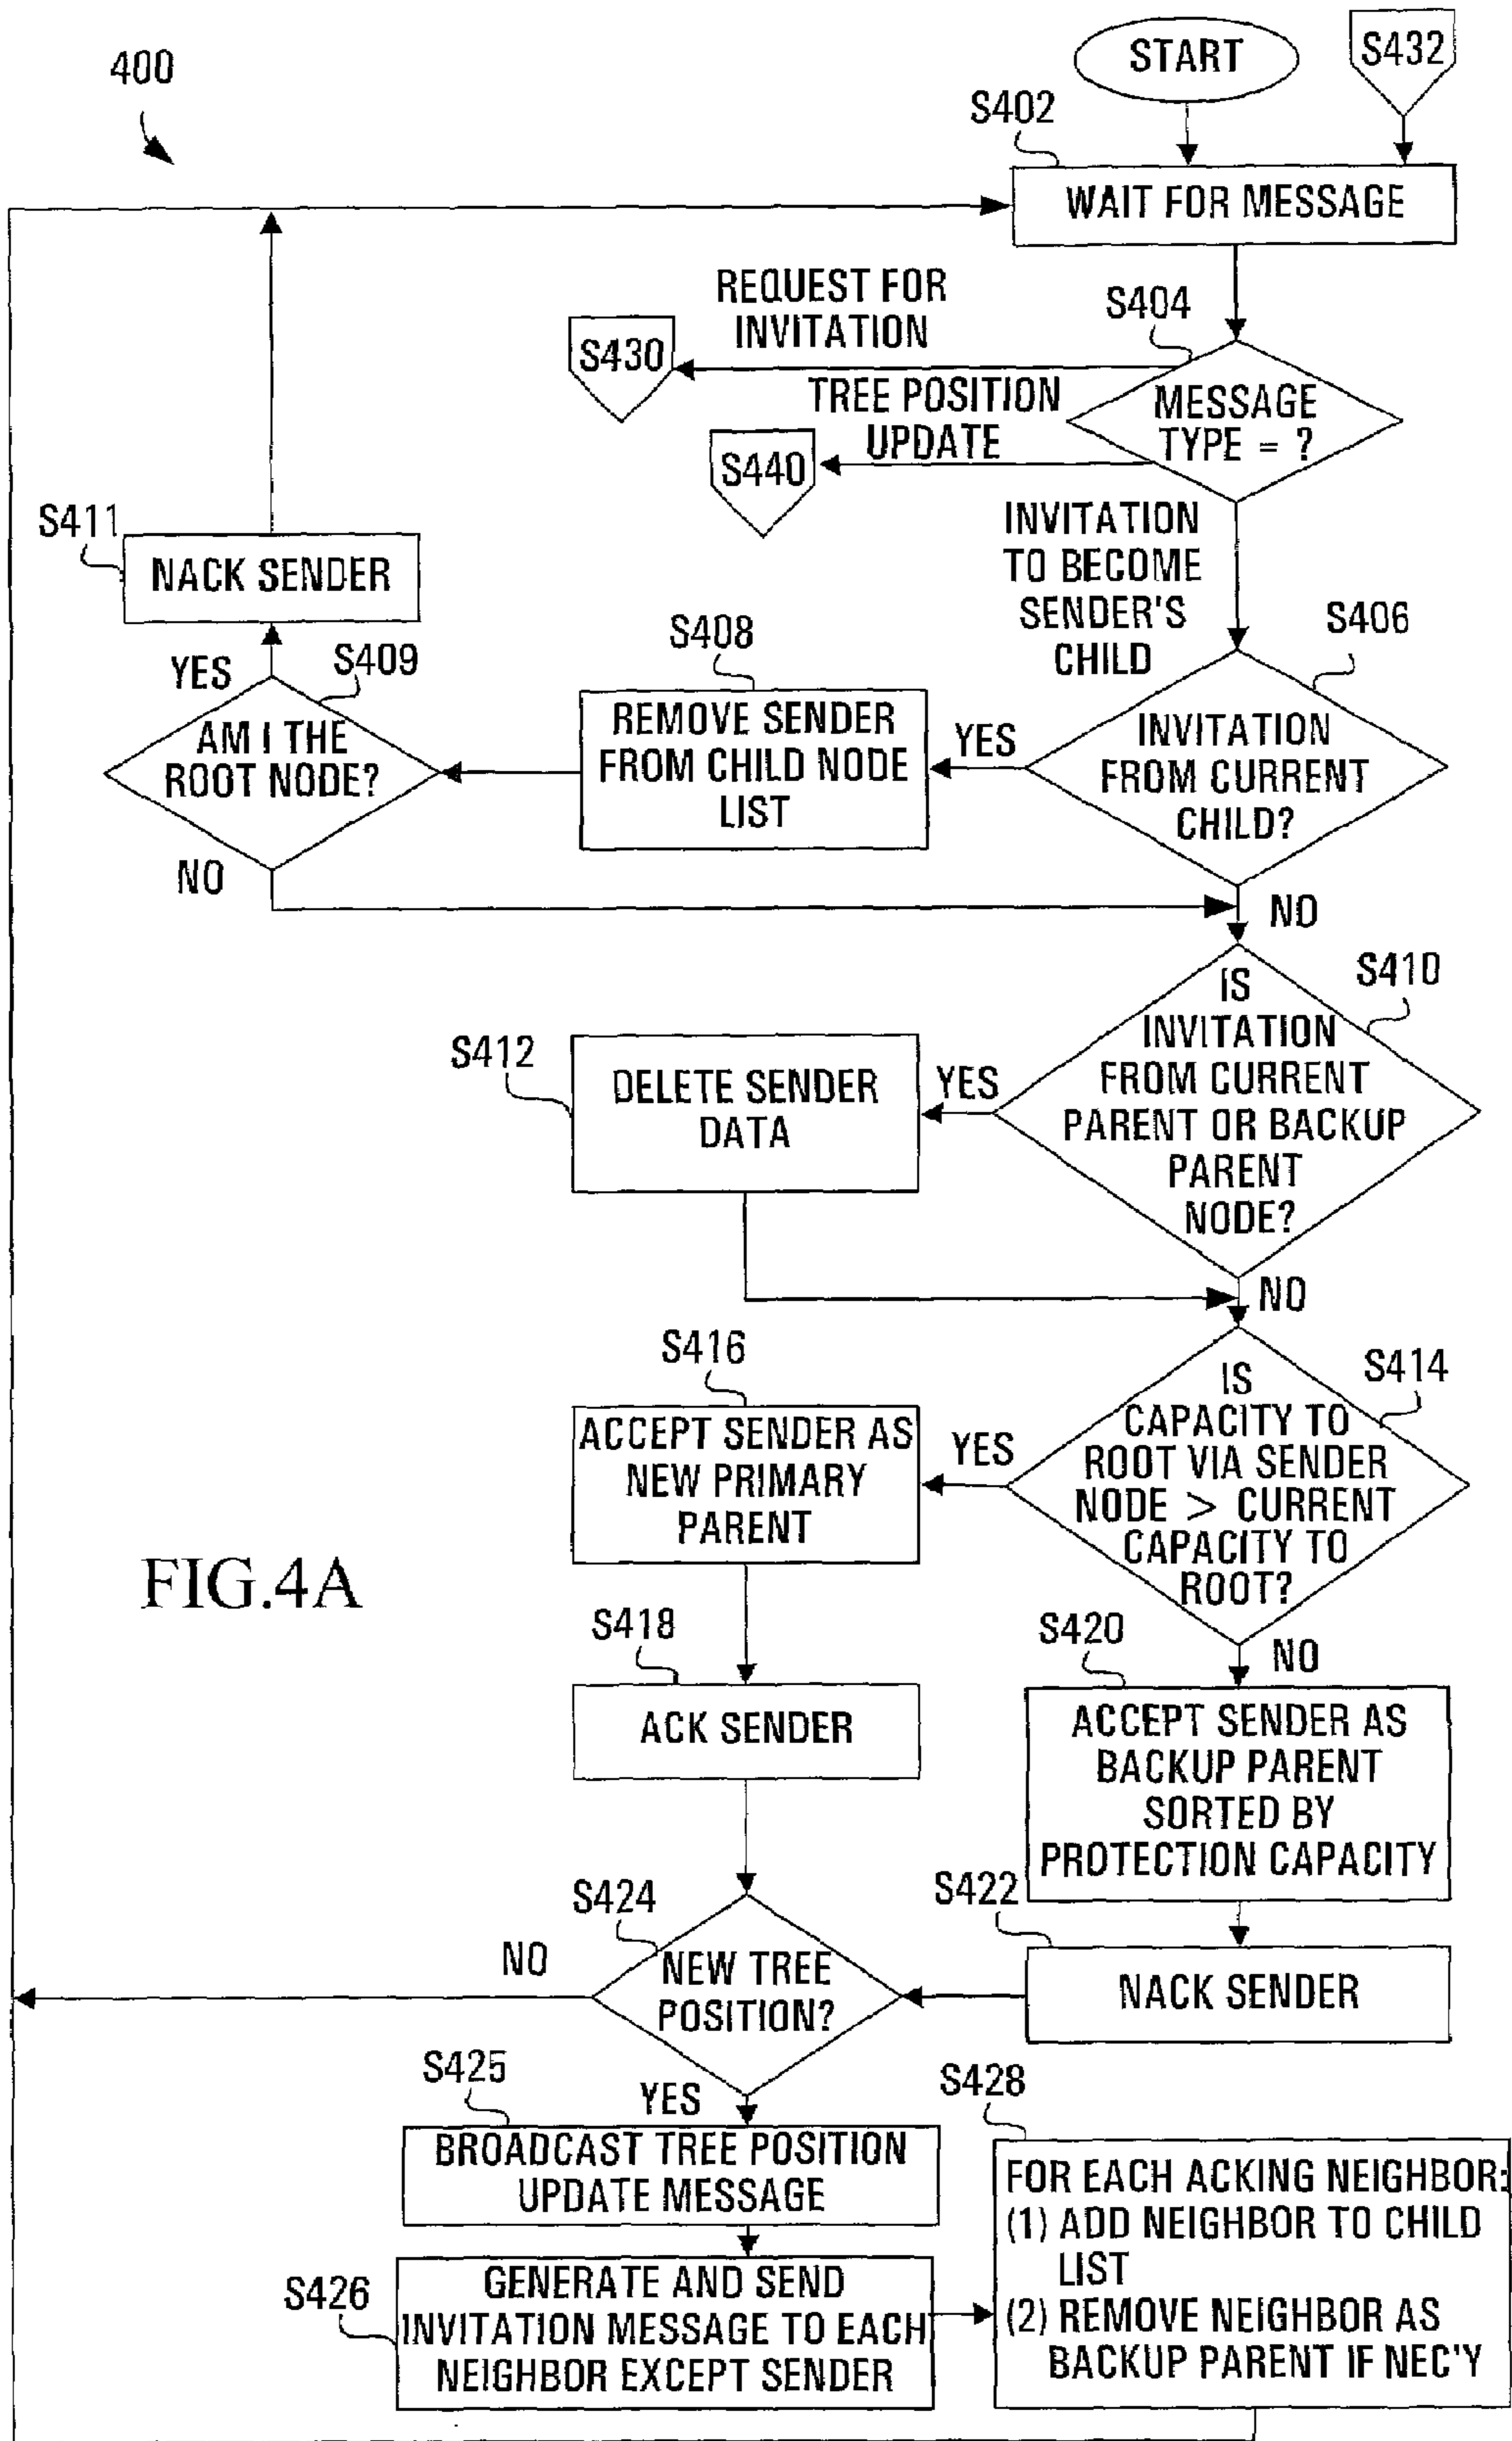 400
START
S432
S402
WAIT FOR MESSAGE
REQUEST FOR
INVITATION
S404
S430
TREE POSITION
UPDATE
MESSAGE
TYPE = ?
S440
S411
NACK SENDER
INVITATION
TO BECOME
SENDER'S
CHILD
S406
S408
YES
S409
REMOVE SENDER
FROM CHILD NODE
LIST
YES
INVITATION
FROM CURRENT
CHILD?
AM I THE
ROOT NODE?
NO
NO
S410
IS
INVITATION
FROM CURRENT
PARENT OR BACKUP
PARENT
NODE?
S412
DELETE SENDER
DATA
YES
NO
S416
S414
IS
CAPACITY TO
ROOT VIA SENDER
NODE > CURRENT
CAPACITY TO
ROOT?
ACCEPT SENDER AS
NEW PRIMARY
PARENT
YES
FIG.4A
S418
S420
NO
ACK SENDER
ACCEPT SENDER AS
BACKUP PARENT
SORTED BY
PROTECTION CAPACITY
S424
S422
NO
NEW TREE
POSITION?
NACK SENDER
S425
YES
S428
BROADCAST TREE POSITION
UPDATE MESSAGE
FOR EACH ACKING NEIGHBOR:
(1) ADD NEIGHBOR TO CHILD
LIST
(2) REMOVE NEIGHBOR AS
BACKUP PARENT IF NEC'Y
S426
GENERATE AND SEND
INVITATION MESSAGE TO EACH
NEIGHBOR EXCEPT SENDER